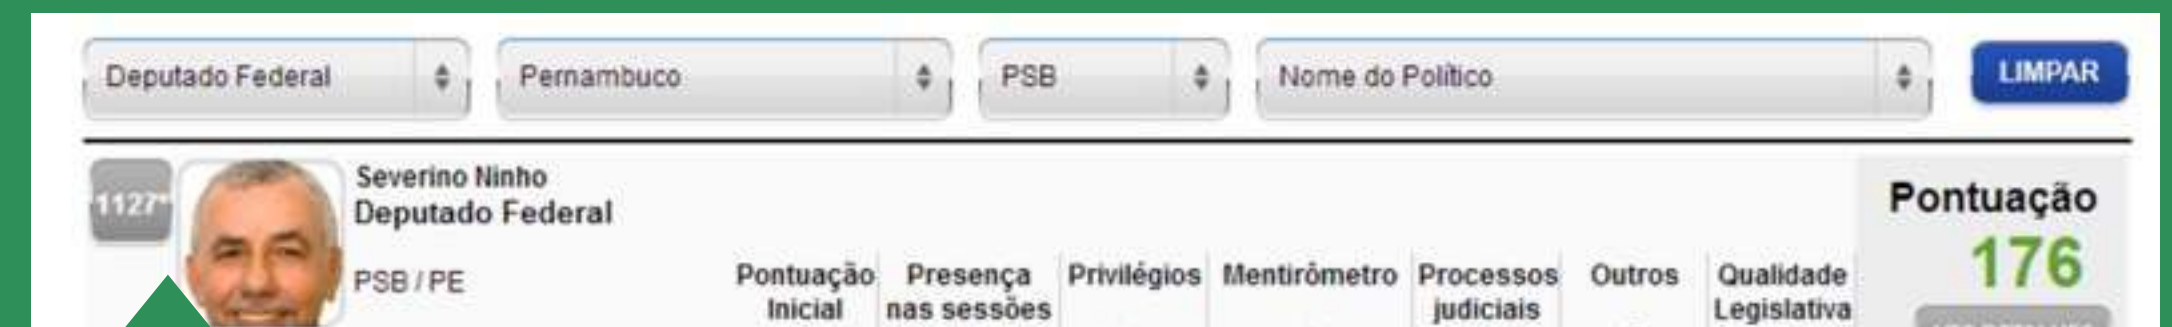 Deputado Federal Pernambuco PSB Nome do Político LIMPAR
1127º
Severino Ninho
Deputado Federal
PSB / PE
Pontuação Inicial
Presença nas sessões
Privilégios
Mentirômetro
Processos judiciais
Outros
Qualidade Legislativa
Pontuação
176